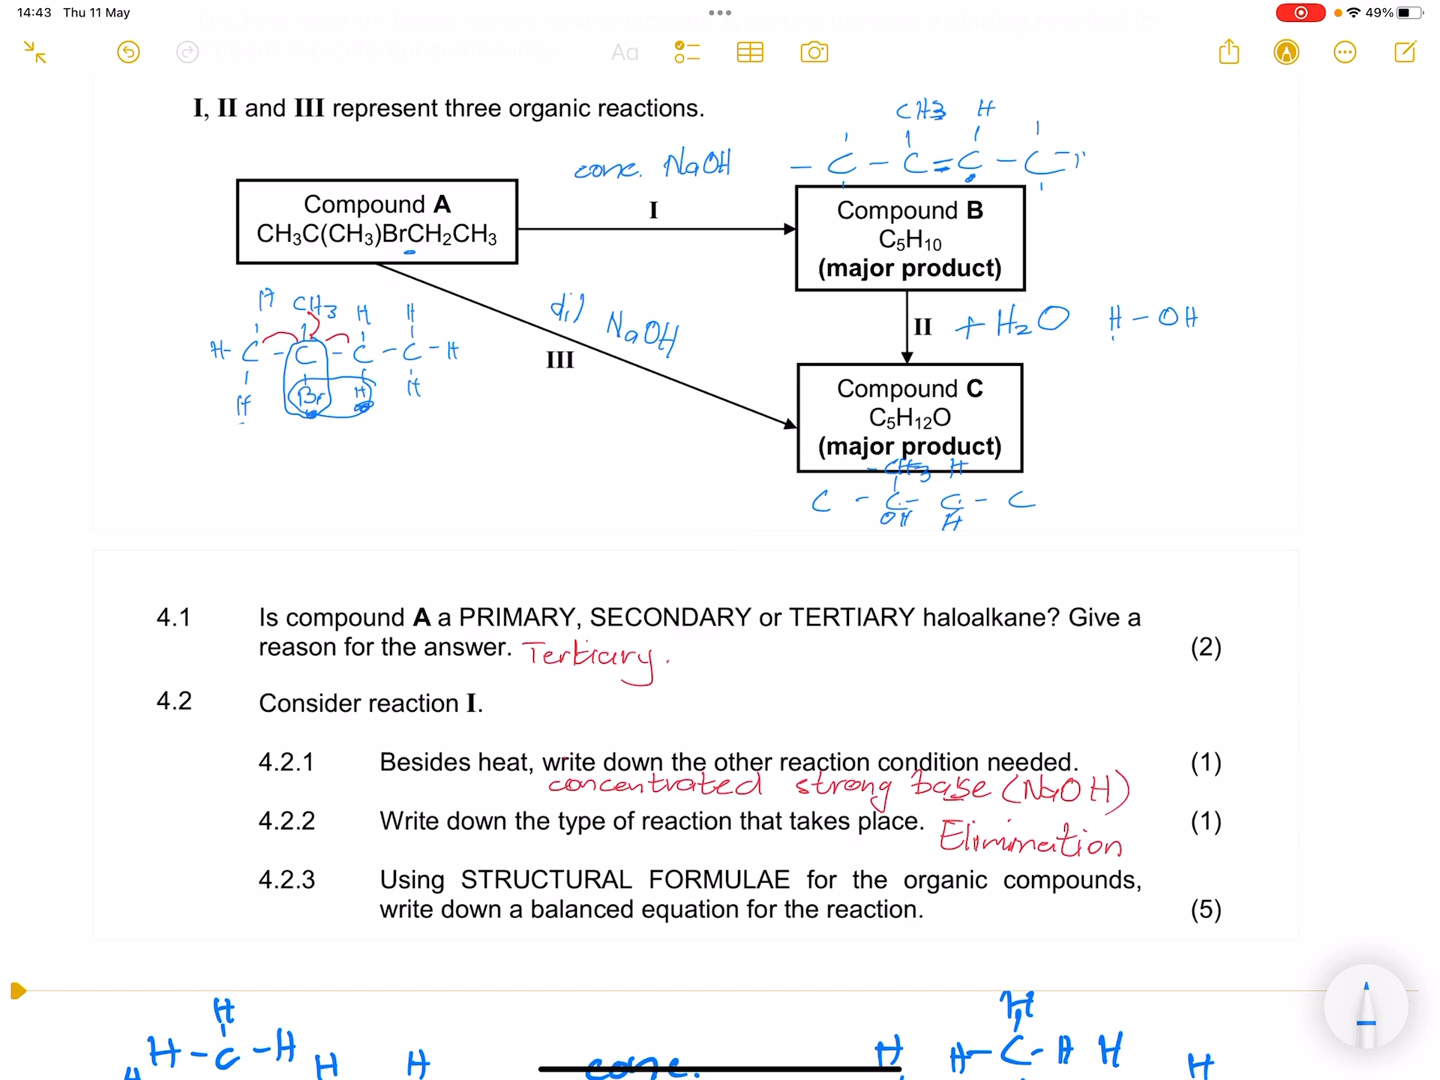 14:43 Thu 11 May
49%
Aa
I, II and III represent three organic reactions.
CH3 H
- C - C = C - C -
conc. NaOH
Compound A
CH₃C(CH₃)BrCH₂CH₃
I
Compound B
C₅H₁₀
(major product)
H CH3 H H
H - C - C - C - C - H
H Br H H
dil NaOH
III
II + H2O H - OH
Compound C
C₅H₁₂O
(major product)
CH3 H
C - C - C - C
OH H
4.1 Is compound A a PRIMARY, SECONDARY or TERTIARY haloalkane? Give a
reason for the answer. Tertiary. (2)
4.2 Consider reaction I.
4.2.1 Besides heat, write down the other reaction condition needed. (1)
concentrated strong base (NaOH)
4.2.2 Write down the type of reaction that takes place. (1)
Elimination
4.2.3 Using STRUCTURAL FORMULAE for the organic compounds,
write down a balanced equation for the reaction. (5)
H H
H - C - H H H conc. H H - C - H H H